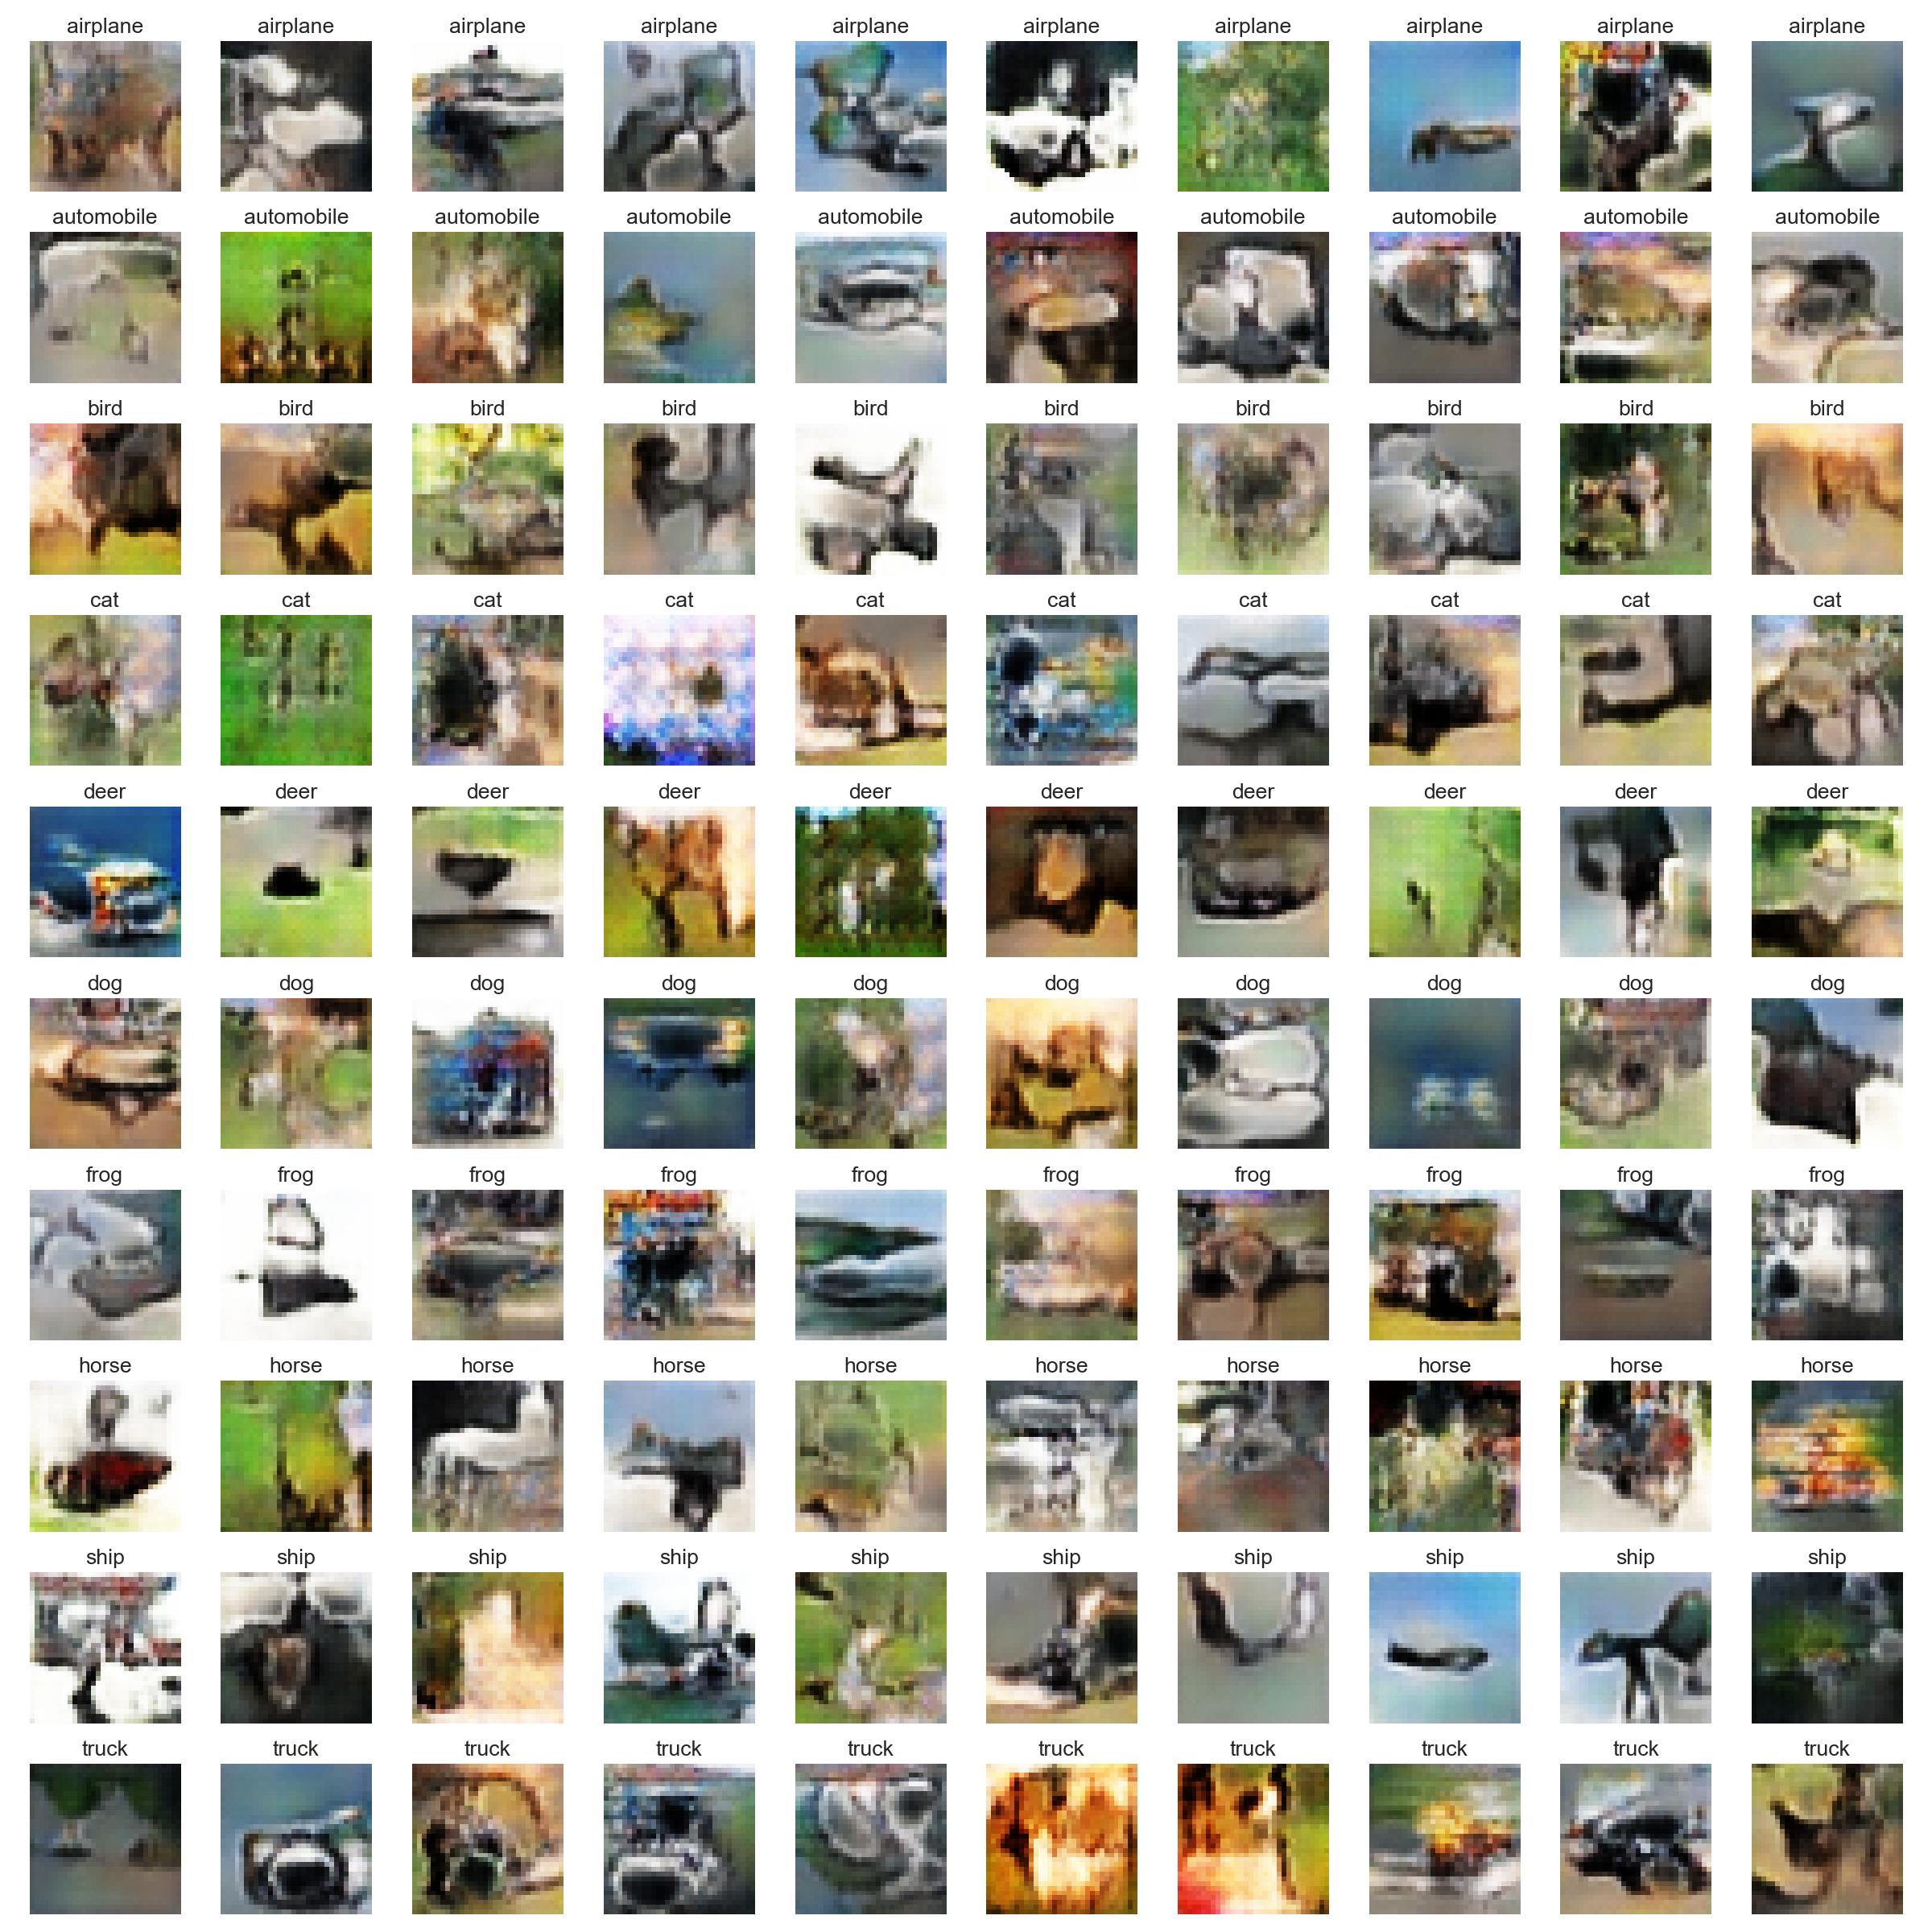 airplane airplane airplane airplane airplane airplane airplane airplane airplane airplane
automobile automobile automobile automobile automobile automobile automobile automobile automobile automobile
bird bird bird bird bird bird bird bird bird bird
cat cat cat cat cat cat cat cat cat cat
deer deer deer deer deer deer deer deer deer deer
dog dog dog dog dog dog dog dog dog dog
frog frog frog frog frog frog frog frog frog frog
horse horse horse horse horse horse horse horse horse horse
ship ship ship ship ship ship ship ship ship ship
truck truck truck truck truck truck truck truck truck truck